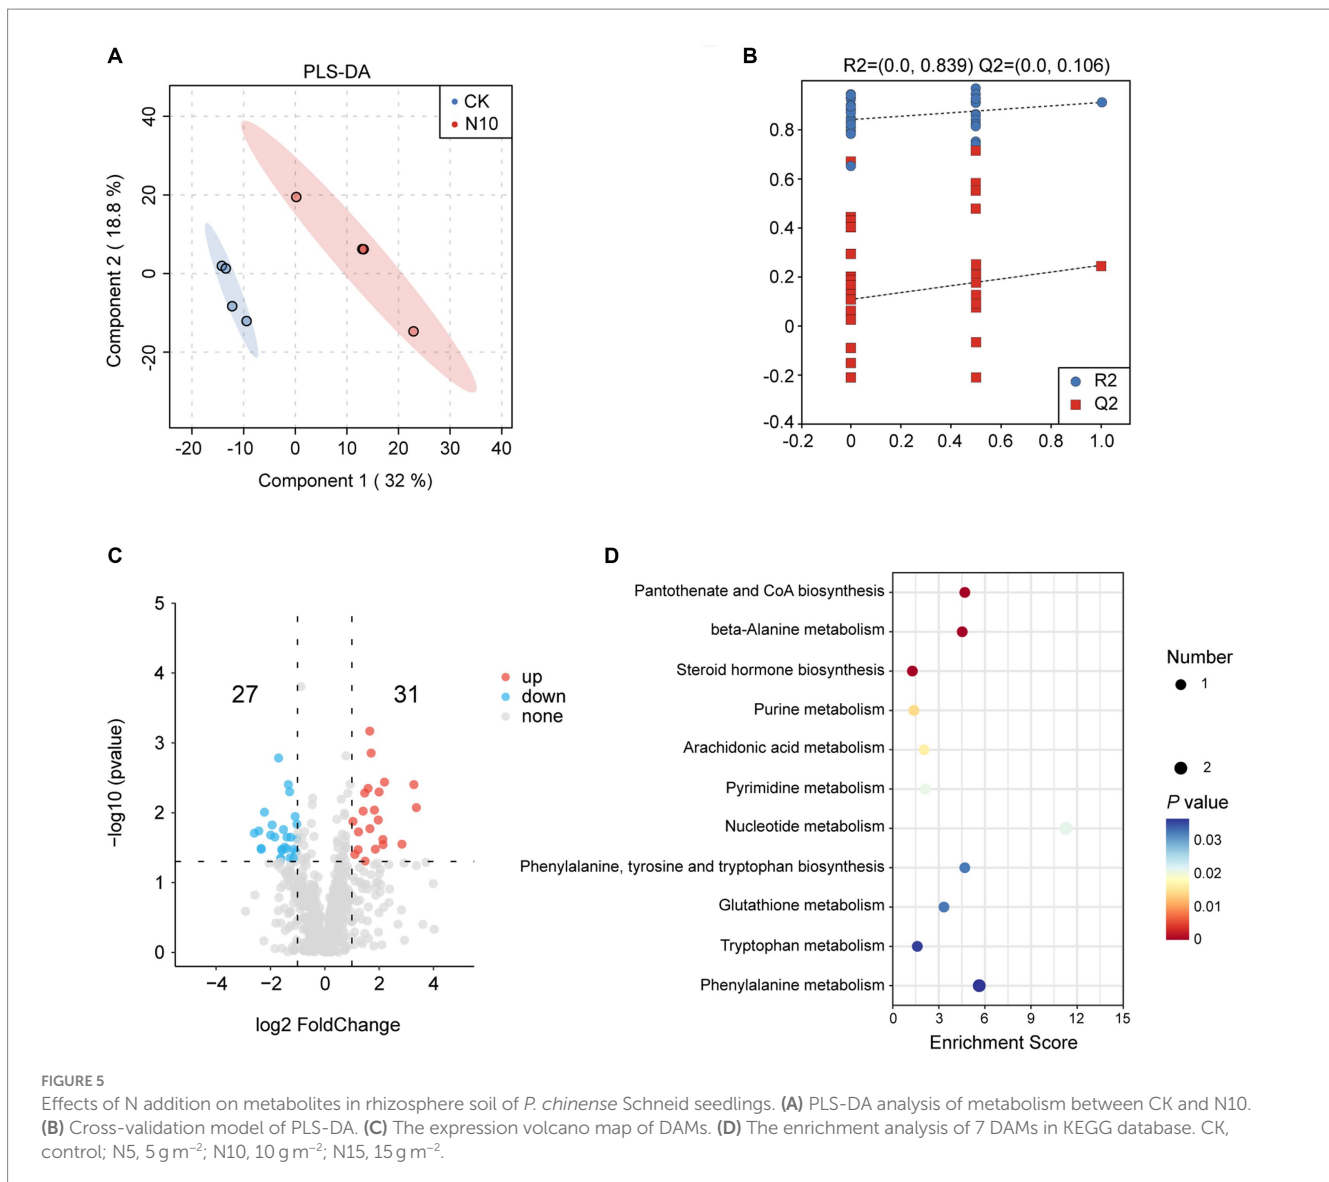 A
PLS-DA
CK
N10
40
20
0
-20
-20 -10 0 10 20 30 40
Component 2 ( 18.8 %)
Component 1 ( 32 %)
B
R2=(0.0, 0.839) Q2=(0.0, 0.106)
0.8
0.6
0.4
0.2
0
-0.2
-0.4
-0.2 0 0.2 0.4 0.6 0.8 1.0
R2
Q2
C
5
4
3
2
1
0
27
31
up
down
none
−4 −2 0 2 4
−log10 (pvalue)
log2 FoldChange
D
Pantothenate and CoA biosynthesis
beta-Alanine metabolism
Steroid hormone biosynthesis
Purine metabolism
Arachidonic acid metabolism
Pyrimidine metabolism
Nucleotide metabolism
Phenylalanine, tyrosine and tryptophan biosynthesis
Glutathione metabolism
Tryptophan metabolism
Phenylalanine metabolism
0 3 6 9 12 15
Enrichment Score
Number
1
2
P value
0.03
0.02
0.01
0
FIGURE 5
Effects of N addition on metabolites in rhizosphere soil of P. chinense Schneid seedlings. (A) PLS-DA analysis of metabolism between CK and N10.
(B) Cross-validation model of PLS-DA. (C) The expression volcano map of DAMs. (D) The enrichment analysis of 7 DAMs in KEGG database. CK,
control; N5, 5 g m⁻²; N10, 10 g m⁻²; N15, 15 g m⁻².